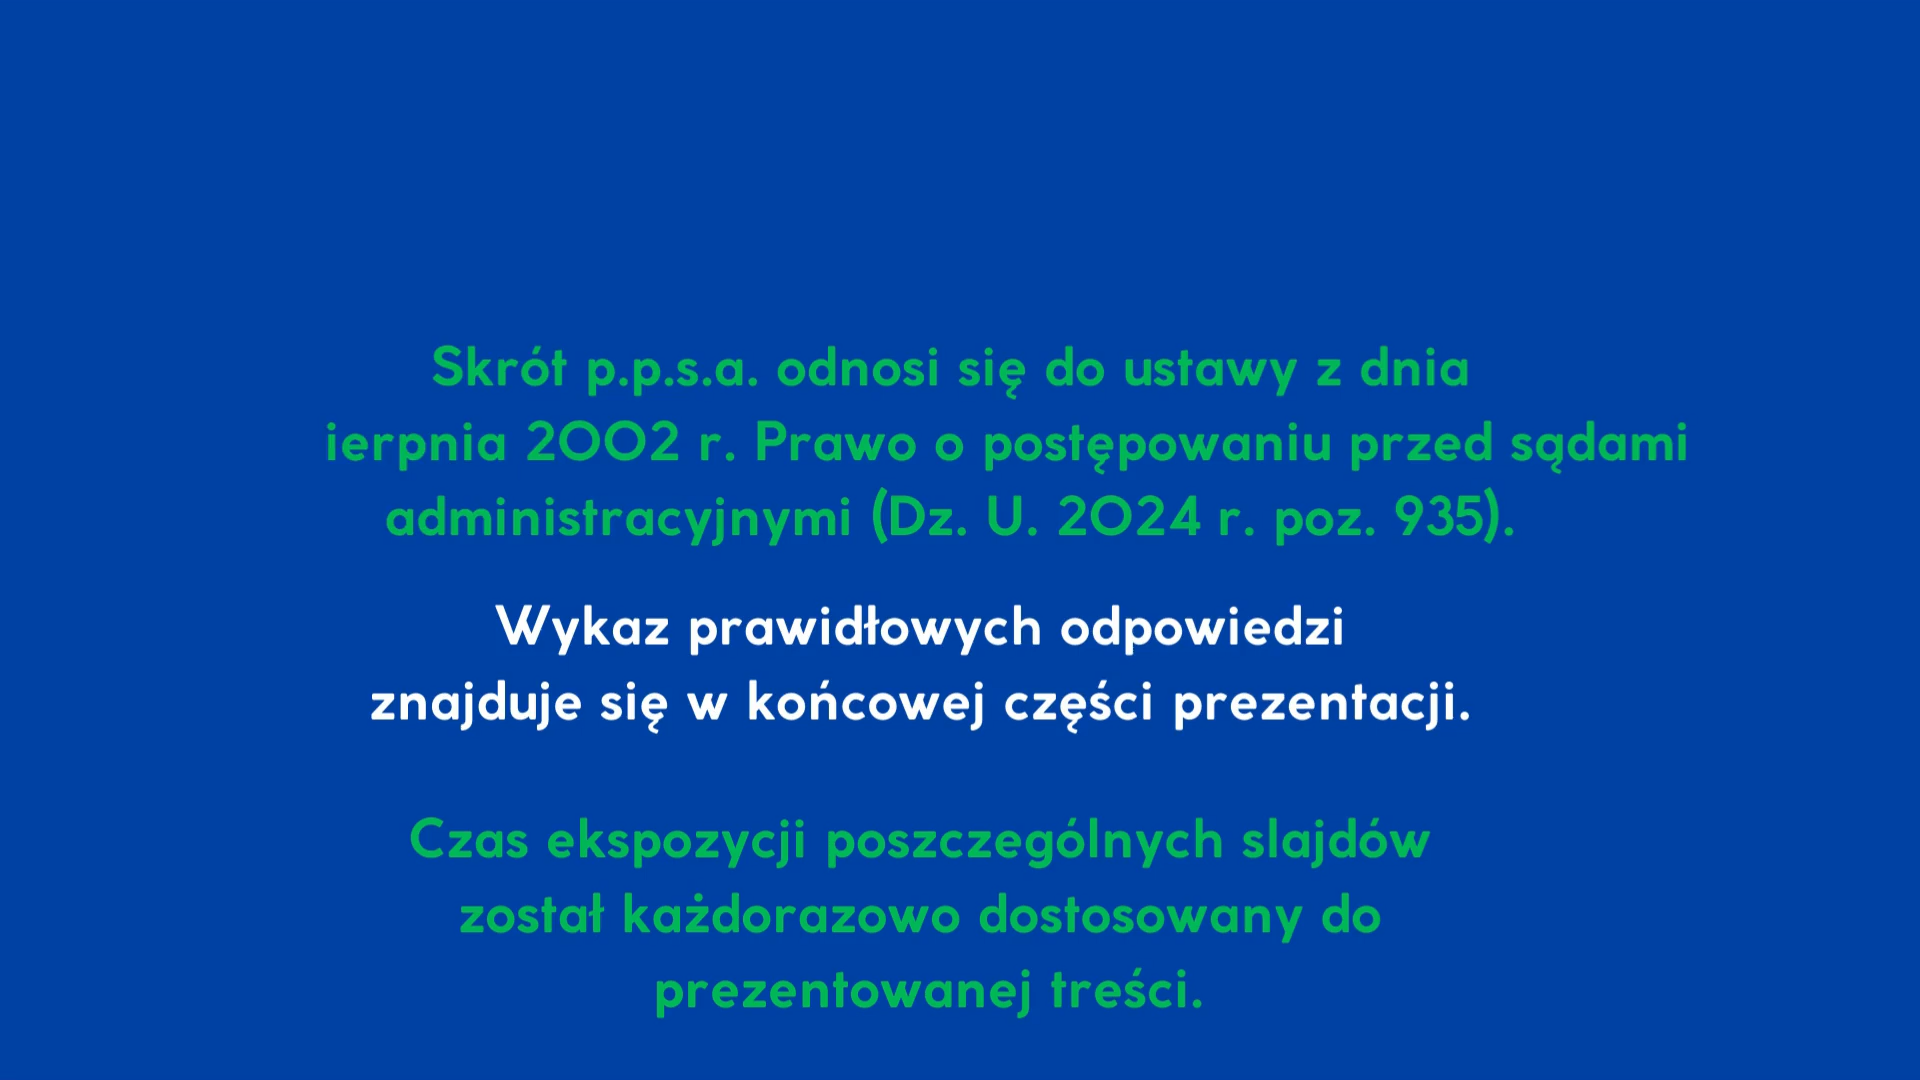 Skrót p.p.s.a. odnosi się do ustawy z dnia
ierpnia 2002 r. Prawo o postępowaniu przed sądami
administracyjnymi (Dz. U. 2024 r. poz. 935).
Wykaz prawidłowych odpowiedzi
znajduje się w końcowej części prezentacji.
Czas ekspozycji poszczególnych slajdów
został każdorazowo dostosowany do
prezentowanej treści.